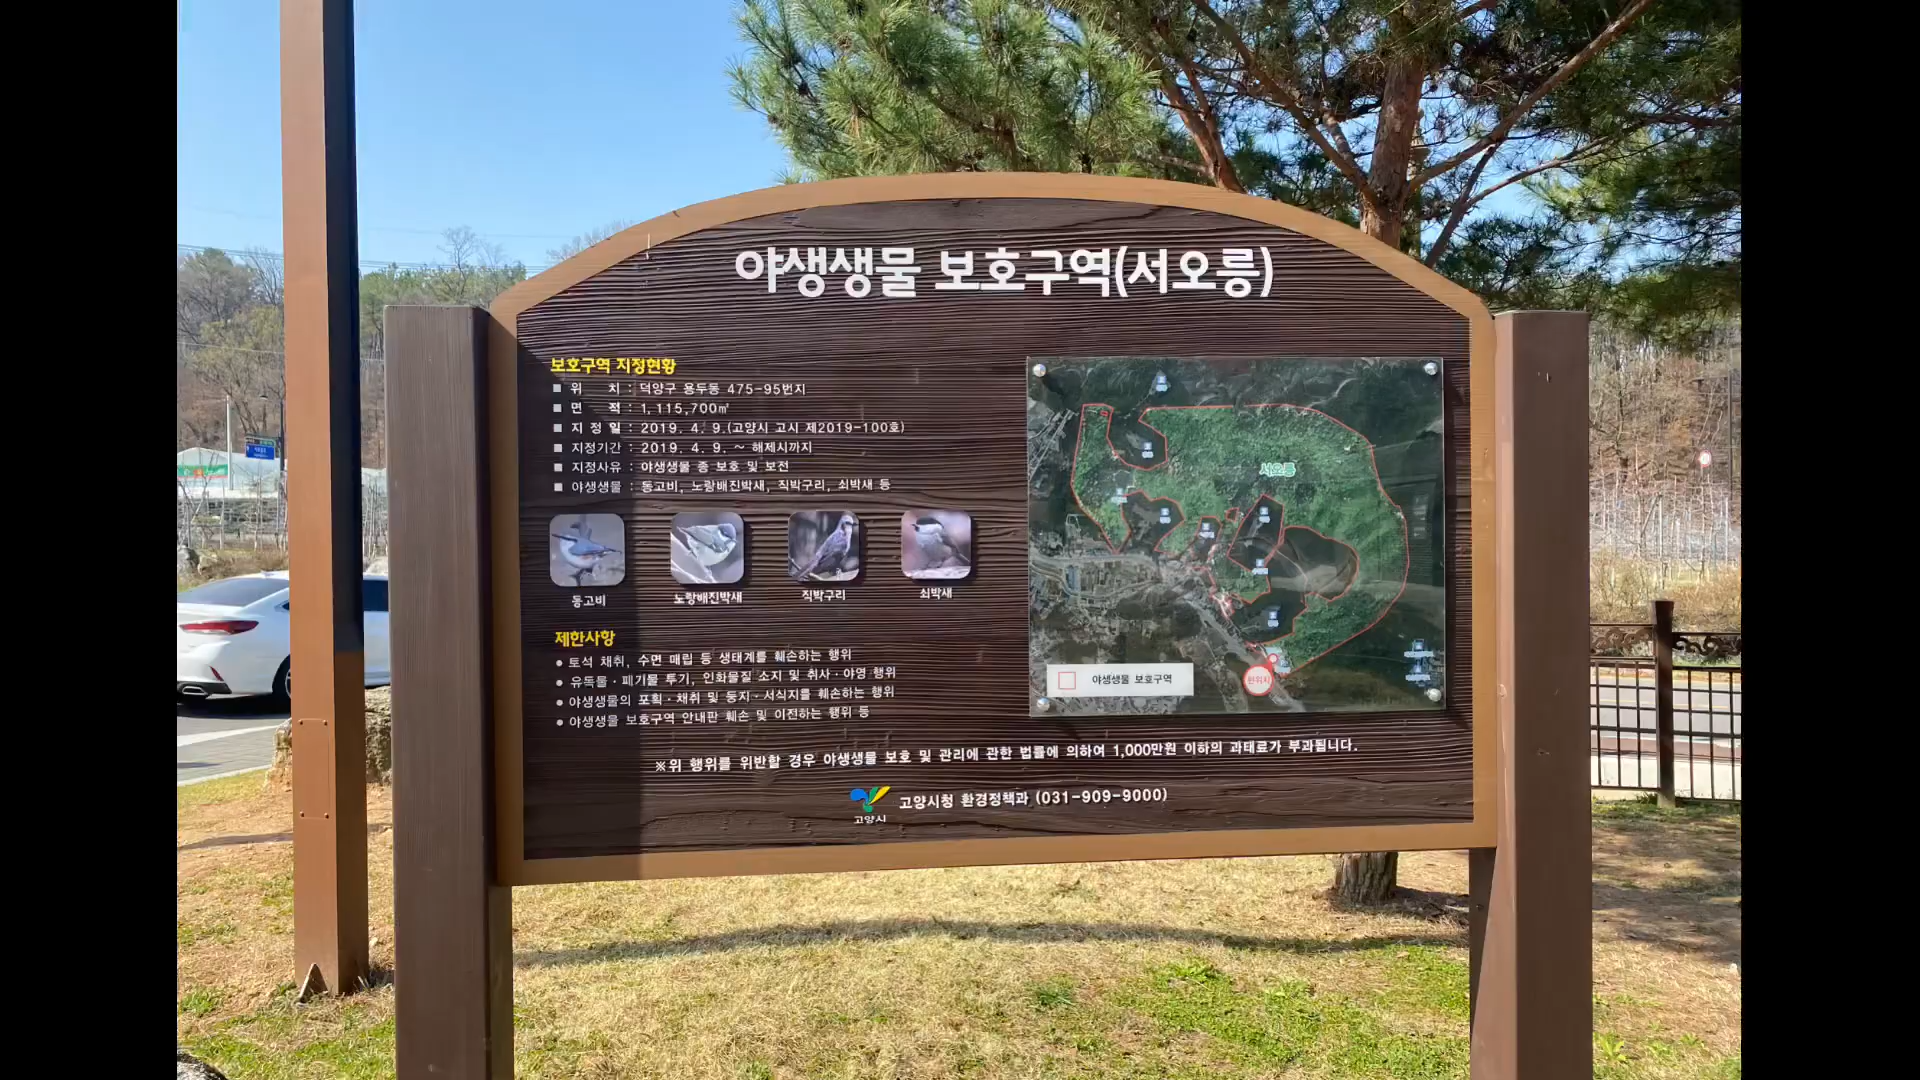 야생생물 보호구역(서오릉)
보호구역 지정현황
■ 위 치 : 덕양구 용두동 475-95번지
■ 면 적 : 1,115,700㎡
■ 지 정 일 : 2019. 4. 9.(고양시 고시 제2019-100호)
■ 지정기간 : 2019. 4. 9. ~ 해제시까지
■ 지정사유 : 야생생물 종 보호 및 보전
■ 야생생물 : 동고비, 노랑배진박새, 직박구리, 쇠박새 등
동고비 노랑배진박새 직박구리 쇠박새
제한사항
● 토석 채취, 수면 매립 등 생태계를 훼손하는 행위
● 유독물·폐기물 투기, 인화물질 소지 및 취사·야영 행위
● 야생생물의 포획·채취 및 둥지·서식지를 훼손하는 행위
● 야생생물 보호구역 안내판 훼손 및 이전하는 행위 등
서오릉
현위치
야생생물 보호구역
※위 행위를 위반할 경우 야생생물 보호 및 관리에 관한 법률에 의하여 1,000만원 이하의 과태료가 부과됩니다.
고양시
고양시청 환경정책과 (031-909-9000)